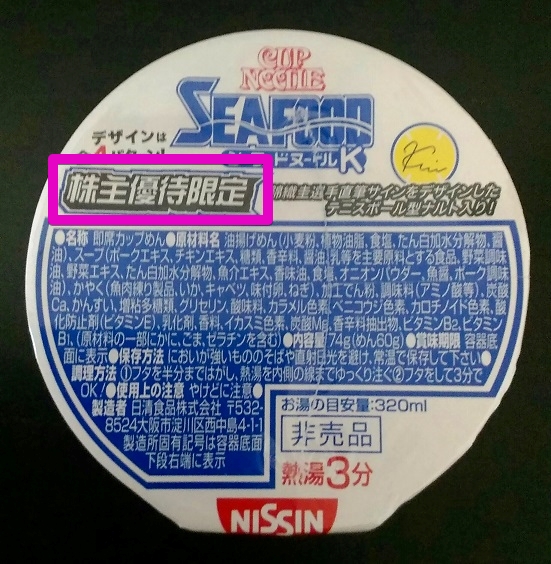 CUP
NOODLE
SEAFOOD
シーフードヌードルK
デザインは
全4パターン!
株主優待限定
錦織圭選手直筆サインをデザインした
テニスボール型ナルト入り!
●名称 即席カップめん●原材料名 油揚げめん(小麦粉、植物油脂、食塩、たん白加水分解物、醤
油)、スープ(ポークエキス、チキンエキス、糖類、香辛料、醤油、乳等を主要原料とする食品、野菜調味
油、野菜エキス、たん白加水分解物、魚介エキス、香味油、食塩、オニオンパウダー、魚醤、ポーク調味
油)、かやく(魚肉練り製品、いか、キャベツ、味付卵、ねぎ)、加工でん粉、調味料(アミノ酸等)、炭酸
Ca、かんすい、増粘多糖類、グリセリン、酸味料、カラメル色素、ベニコウジ色素、カロチノイド色素、酸
化防止剤(ビタミンE)、乳化剤、香料、イカスミ色素、炭酸Mg、香辛料抽出物、ビタミンB2、ビタミン
B1、(原材料の一部にかに、ごま、ゼラチンを含む)●内容量 74g(めん60g)●賞味期限 容器底
面に表示●保存方法 においが強いもののそばや直射日光を避け、常温で保存して下さい●
調理方法 ①フタを半分まではがし、熱湯を内側の線までゆっくり注ぐ②フタをして3分で
OK!●使用上の注意 やけどに注意●
製造者 日清食品株式会社 〒532-
8524大阪市淀川区西中島4-1-1
製造所固有記号は容器底面
下段右端に表示
お湯の目安量:320ml
非売品
熱湯3分
NISSIN